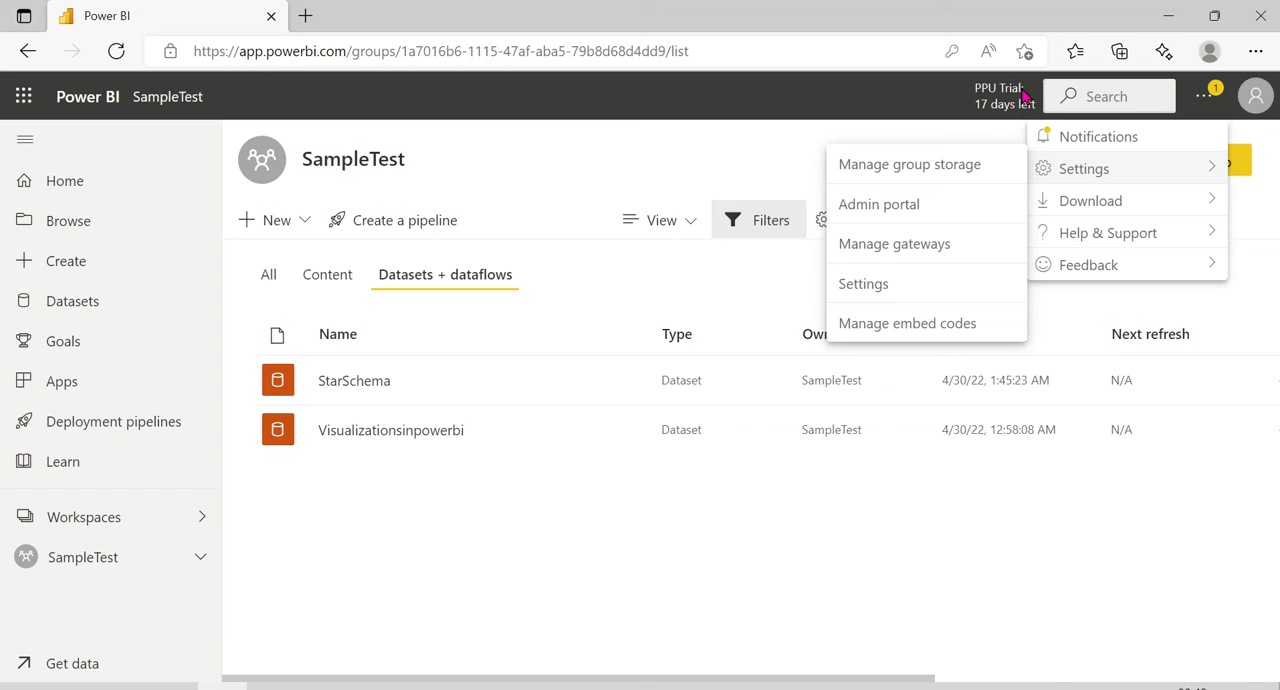 Power BI
https://app.powerbi.com/groups/1a7016b6-1115-47af-aba5-79b8d68d4dd9/list
Power BI SampleTest
PPU Trial
17 days left
Search
1
Notifications
Settings
Download
Help & Support
Feedback
Manage group storage
Admin portal
Manage gateways
Settings
Manage embed codes
Home
Browse
Create
Datasets
Goals
Apps
Deployment pipelines
Learn
Workspaces
SampleTest
Get data
SampleTest
New Create a pipeline View Filters
All Content Datasets + dataflows
Name Type Next refresh
StarSchema Dataset SampleTest 4/30/22, 1:45:23 AM N/A
Visualizationsinpowerbi Dataset SampleTest 4/30/22, 12:58:08 AM N/A